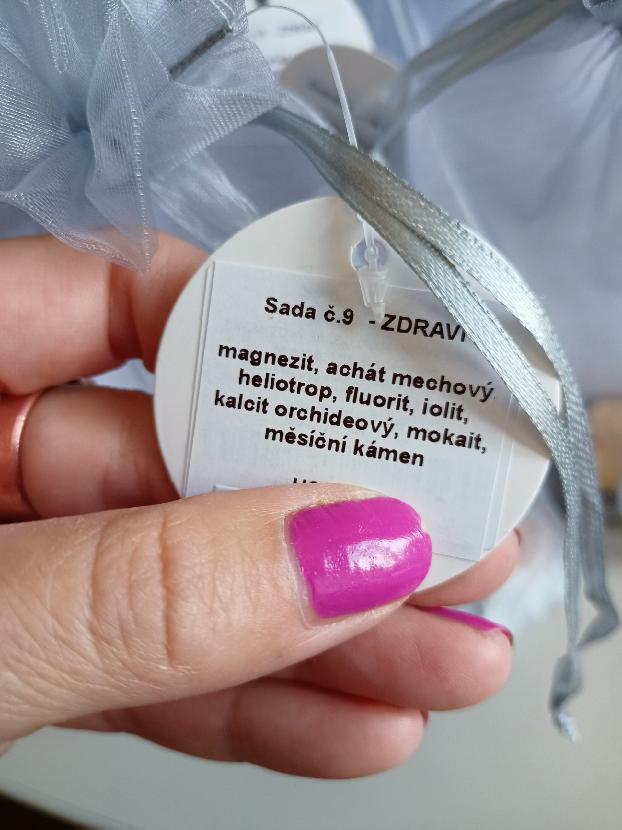 Sada č.9 - ZDRAVÍ
magnezit, achát mechový
heliotrop, fluorit, iolit,
kalcit orchideový, mokait,
měsíční kámen